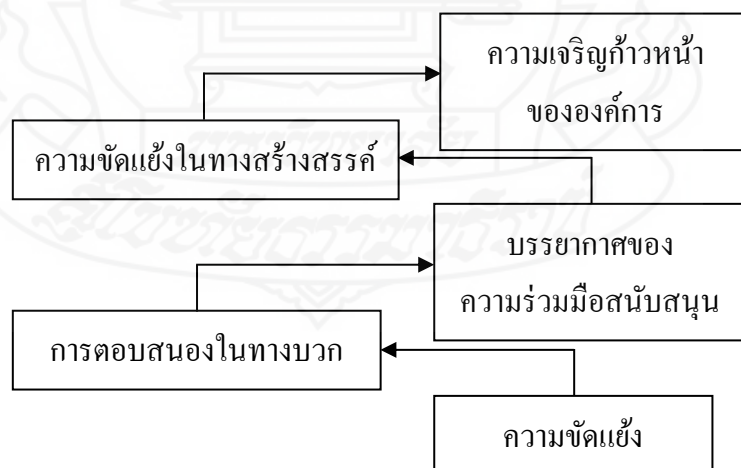 ความเจริญก้าวหน้า
ขององค์การ
ความขัดแย้งในทางสร้างสรรค์
บรรยากาศของ
ความร่วมมือสนับสนุน
การตอบสนองในทางบวก
ความขัดแย้ง